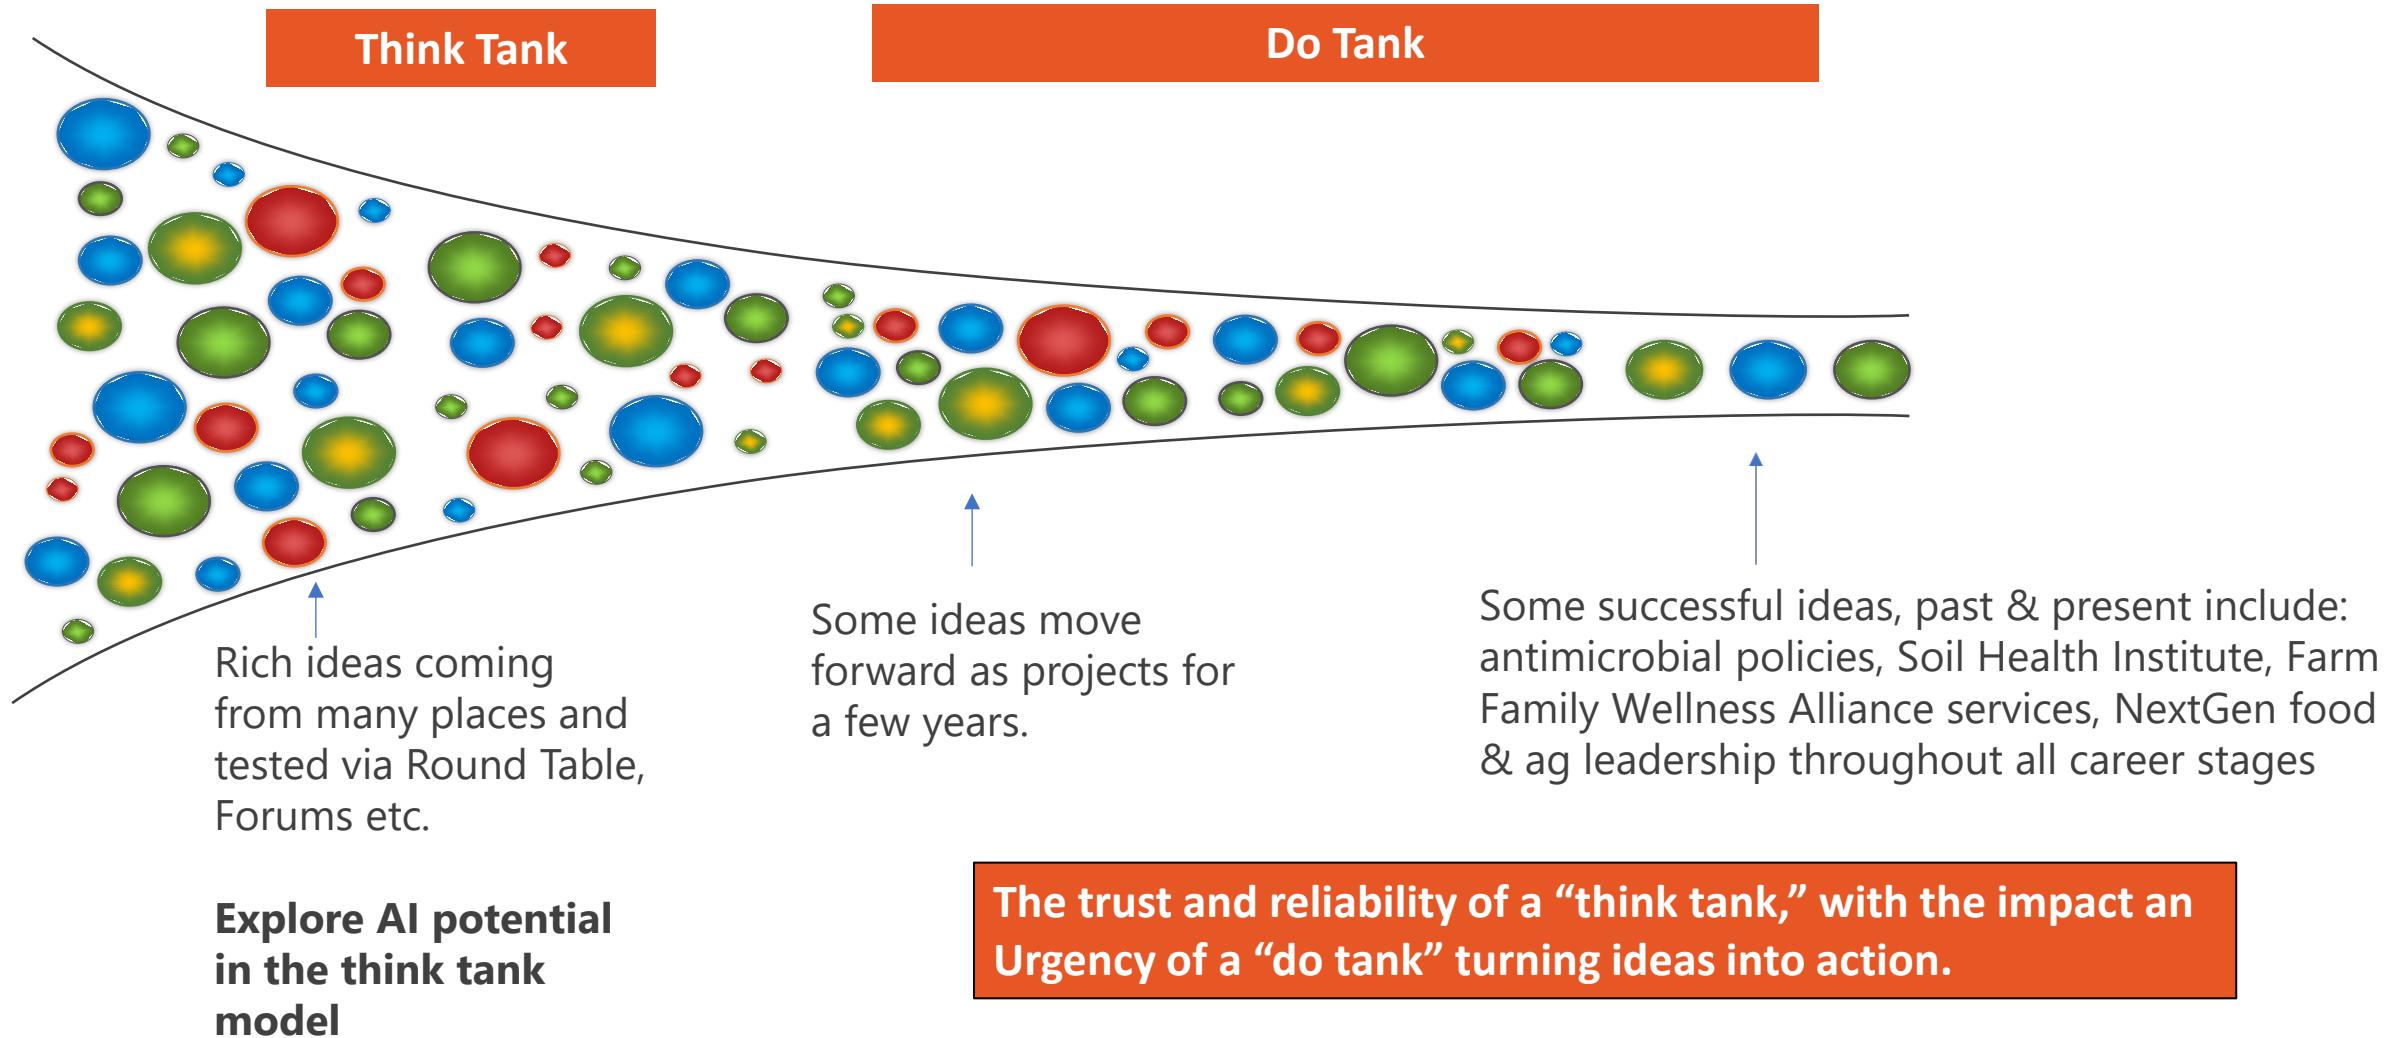 Think Tank
Do Tank
Rich ideas coming
from many places and
tested via Round Table,
Forums etc.
Explore AI potential
in the think tank
model
Some ideas move
forward as projects for
a few years.
Some successful ideas, past & present include:
antimicrobial policies, Soil Health Institute, Farm
Family Wellness Alliance services, NextGen food
& ag leadership throughout all career stages
The trust and reliability of a “think tank,” with the impact an
Urgency of a “do tank” turning ideas into action.